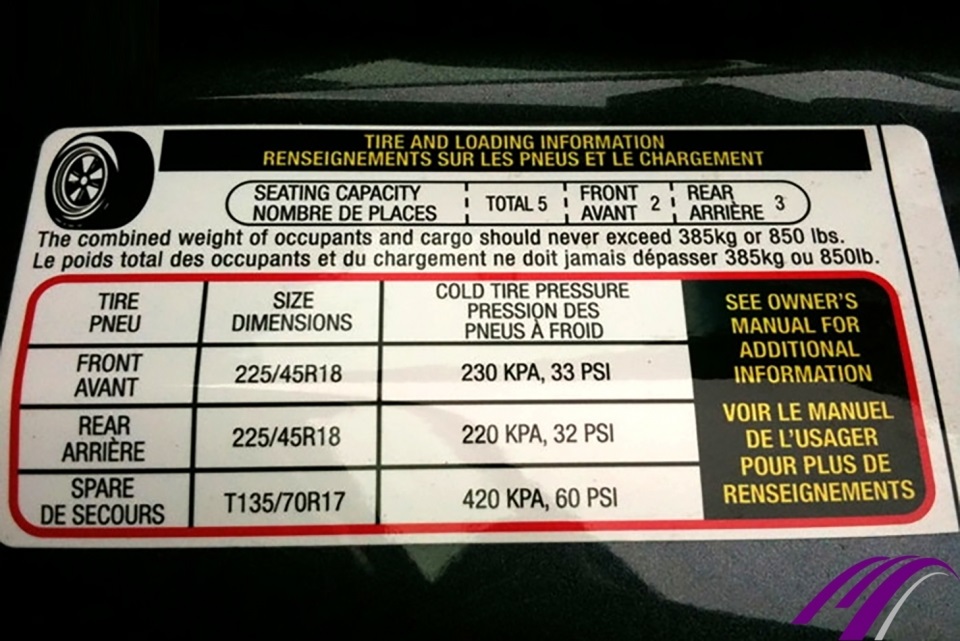 TIRE AND LOADING INFORMATION
RENSEIGNEMENTS SUR LES PNEUS ET LE CHARGEMENT
SEATING CAPACITY
NOMBRE DE PLACES
TOTAL 5
FRONT
AVANT 2
REAR
ARRIÈRE 3
The combined weight of occupants and cargo should never exceed 385kg or 850 lbs.
Le poids total des occupants et du chargement ne doit jamais dépasser 385kg ou 850lb.
TIRE
PNEU
SIZE
DIMENSIONS
COLD TIRE PRESSURE
PRESSION DES
PNEUS À FROID
FRONT
AVANT
225/45R18
230 KPA, 33 PSI
REAR
ARRIÈRE
225/45R18
220 KPA, 32 PSI
SPARE
DE SECOURS
T135/70R17
420 KPA, 60 PSI
SEE OWNER'S
MANUAL FOR
ADDITIONAL
INFORMATION
VOIR LE MANUEL
DE L'USAGER
POUR PLUS DE
RENSEIGNEMENTS